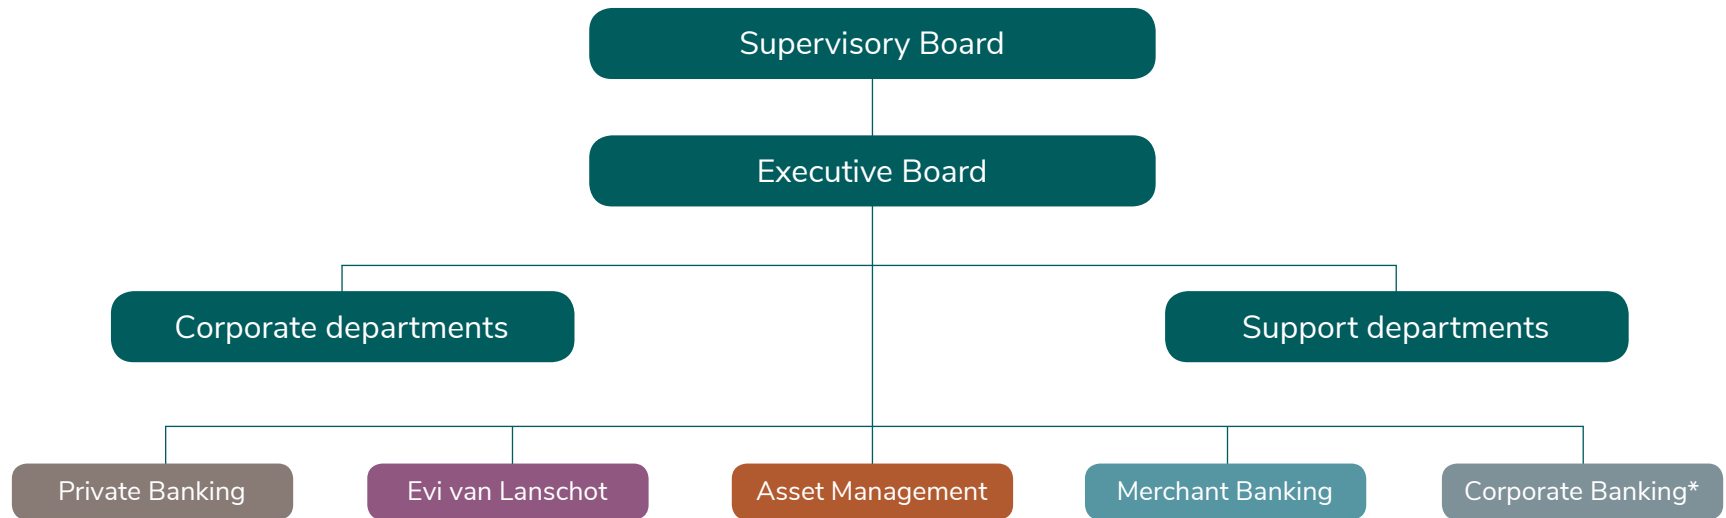 Supervisory Board
Executive Board
Corporate departments
Support departments
Private Banking
Evi van Lanschot
Asset Management
Merchant Banking
Corporate Banking*